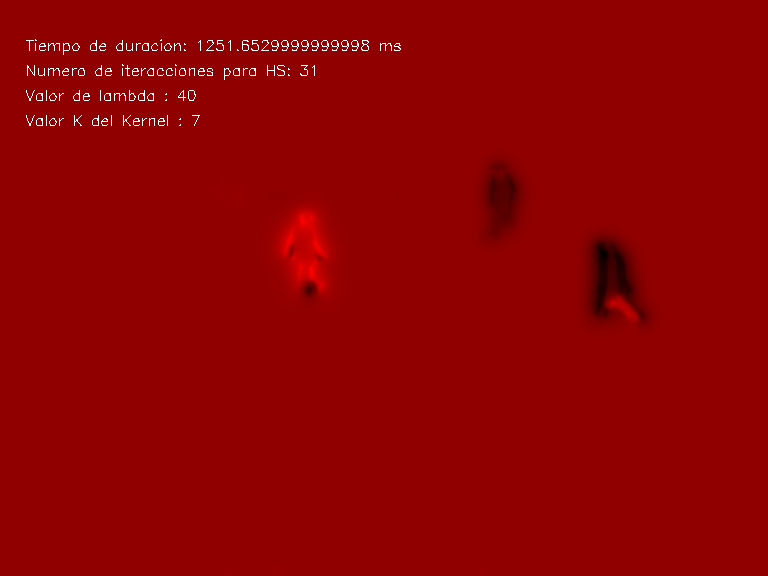 Tiempo de duracion: 1251.6529999999998 ms
Numero de iteracciones para HS: 31
Valor de lambda : 40
Valor K del Kernel : 7